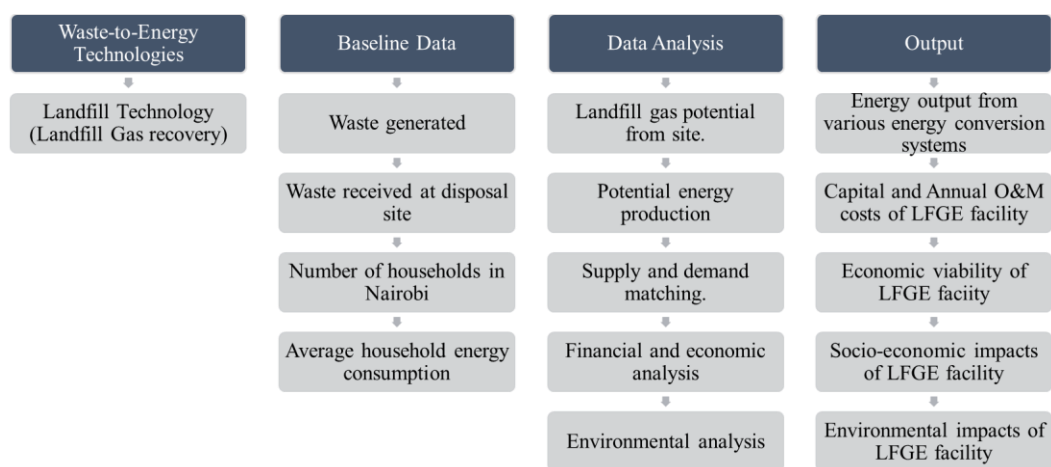 Waste-to-Energy
Technologies
Landfill Technology
(Landfill Gas recovery)
Baseline Data
Waste generated
Waste received at disposal
site
Number of households in
Nairobi
Average household energy
consumption
Data Analysis
Landfill gas potential
from site.
Potential energy
production
Supply and demand
matching.
Financial and economic
analysis
Environmental analysis
Output
Energy output from
various energy conversion
systems
Capital and Annual O&M
costs of LFGE facility
Economic viability of
LFGE faciity
Socio-economic impacts
of LFGE facility
Environmental impacts of
LFGE facility